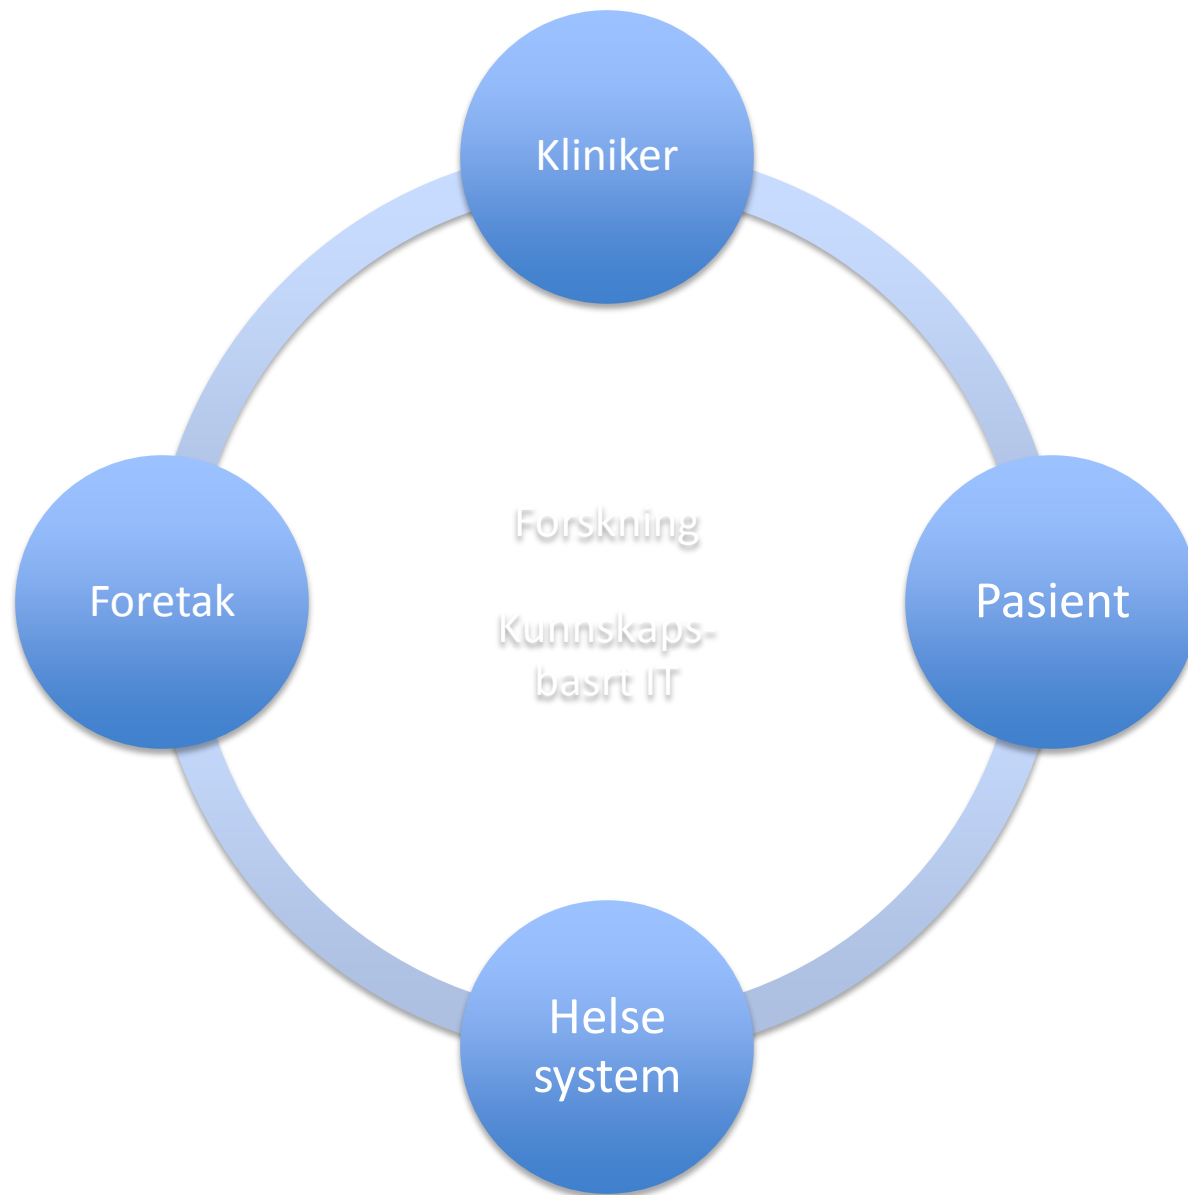 Kliniker
Forskning
Foretak
Pasient
Kunnskaps-
basrt IT
Helse
system